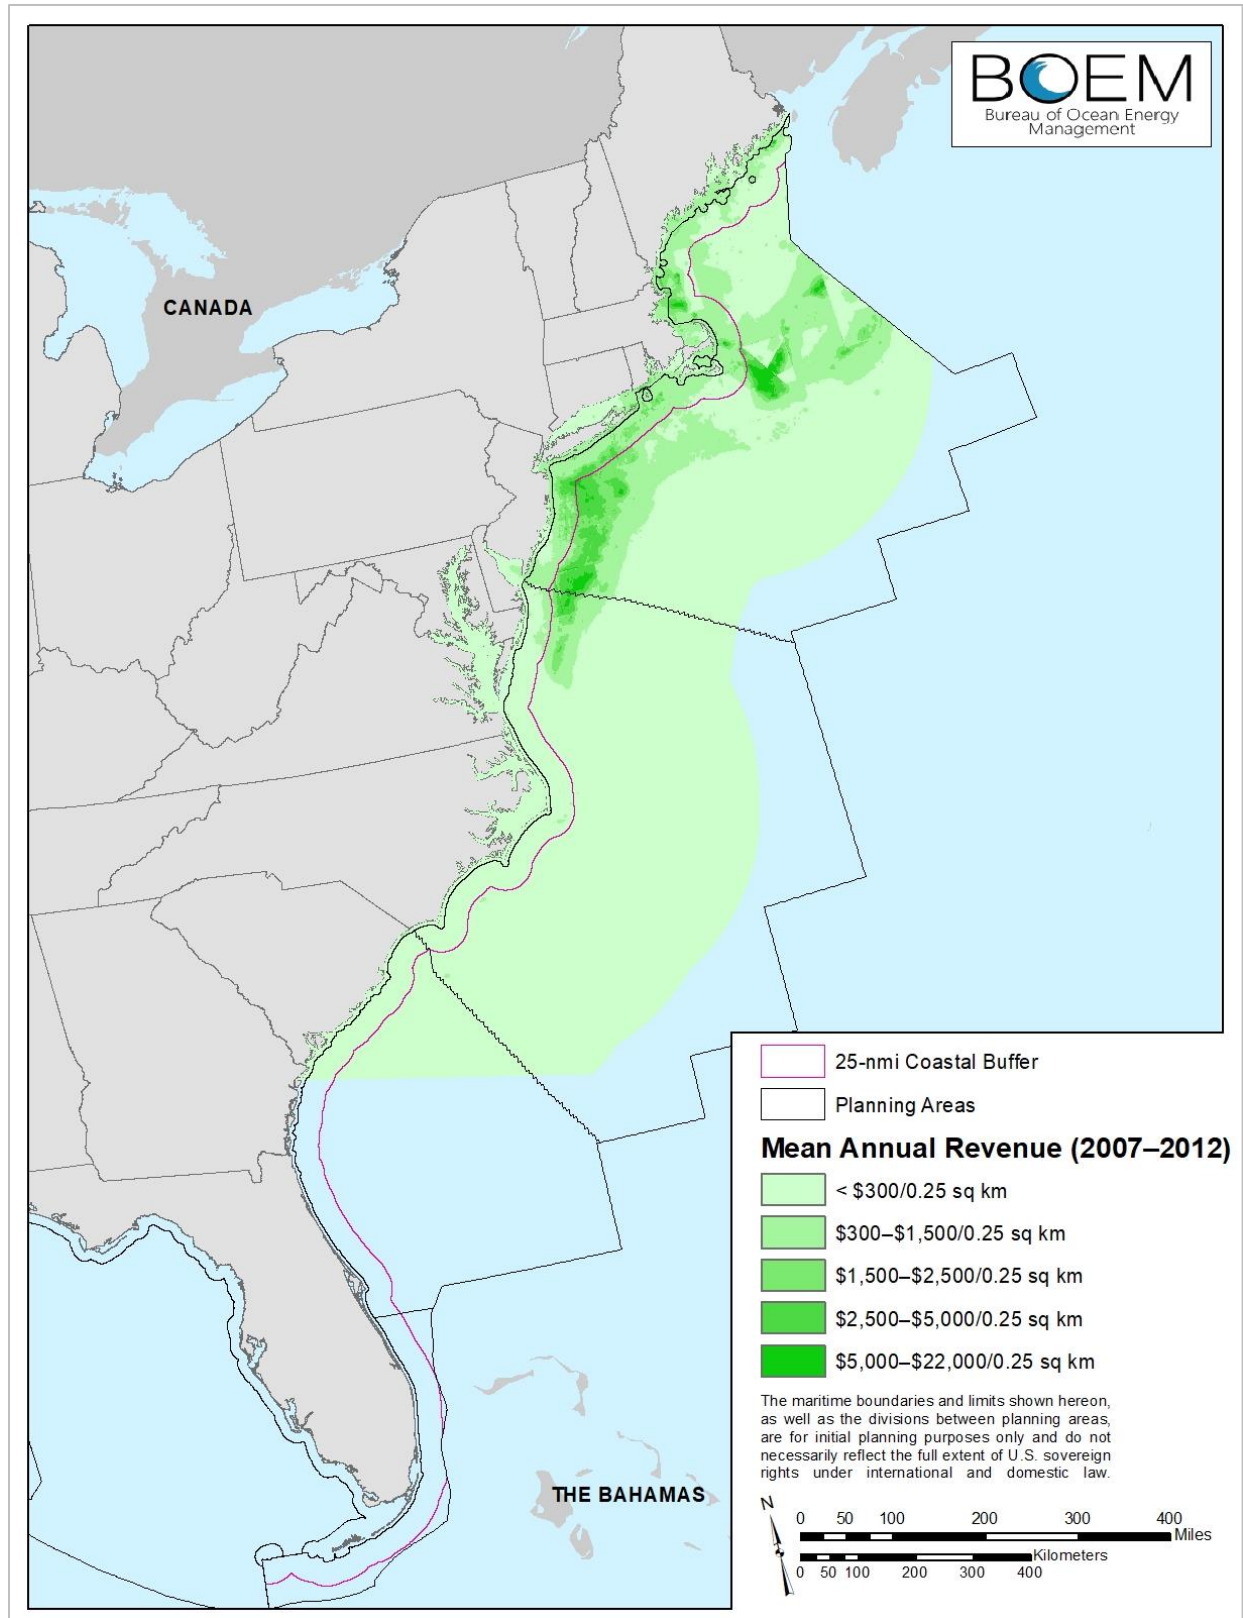 BOEM
Bureau of Ocean Energy
Management
CANADA
25-nmi Coastal Buffer
Planning Areas
Mean Annual Revenue (2007–2012)
< $300/0.25 sq km
$300–$1,500/0.25 sq km
$1,500–$2,500/0.25 sq km
$2,500–$5,000/0.25 sq km
$5,000–$22,000/0.25 sq km
The maritime boundaries and limits shown hereon,
as well as the divisions between planning areas,
are for initial planning purposes only and do not
necessarily reflect the full extent of U.S. sovereign
rights under international and domestic law.
THE BAHAMAS
N
0 50 100 200 300 400
Miles
Kilometers
0 50 100 200 300 400